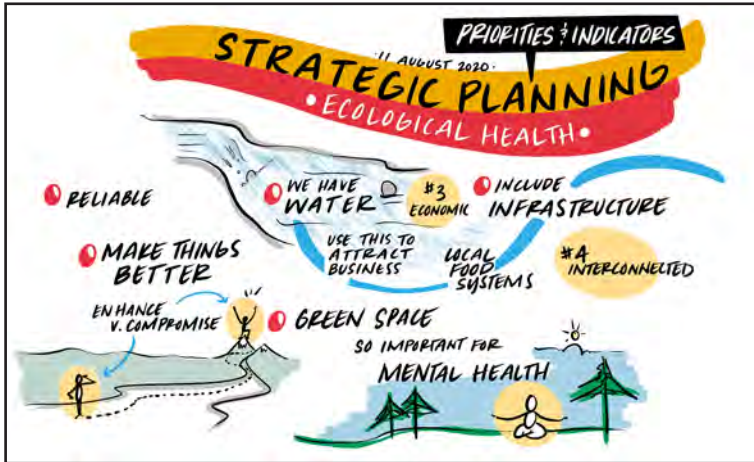 PRIORITIES & INDICATORS
·11 AUGUST 2020·
STRATEGIC PLANNING
• ECOLOGICAL HEALTH •
RELIABLE
WE HAVE
WATER
#3
ECONOMIC
INCLUDE
INFRASTRUCTURE
USE THIS TO
ATTRACT
BUSINESS
LOCAL
FOOD
SYSTEMS
#4
INTERCONNECTED
MAKE THINGS
BETTER
ENHANCE
V. COMPROMISE
GREEN SPACE
SO IMPORTANT FOR
MENTAL HEALTH